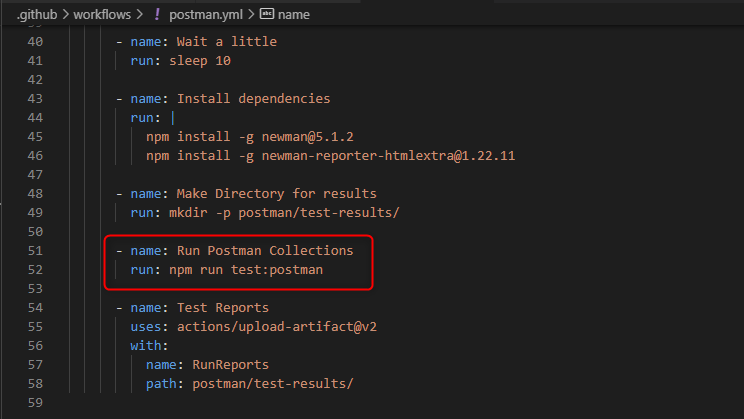 .github > workflows > ! postman.yml > abc name
40 - name: Wait a little
41 run: sleep 10
42
43 - name: Install dependencies
44 run: |
45 npm install -g newman@5.1.2
46 npm install -g newman-reporter-htmlextra@1.22.11
47
48 - name: Make Directory for results
49 run: mkdir -p postman/test-results/
50
51 - name: Run Postman Collections
52 run: npm run test:postman
53
54 - name: Test Reports
55 uses: actions/upload-artifact@v2
56 with:
57 name: RunReports
58 path: postman/test-results/
59